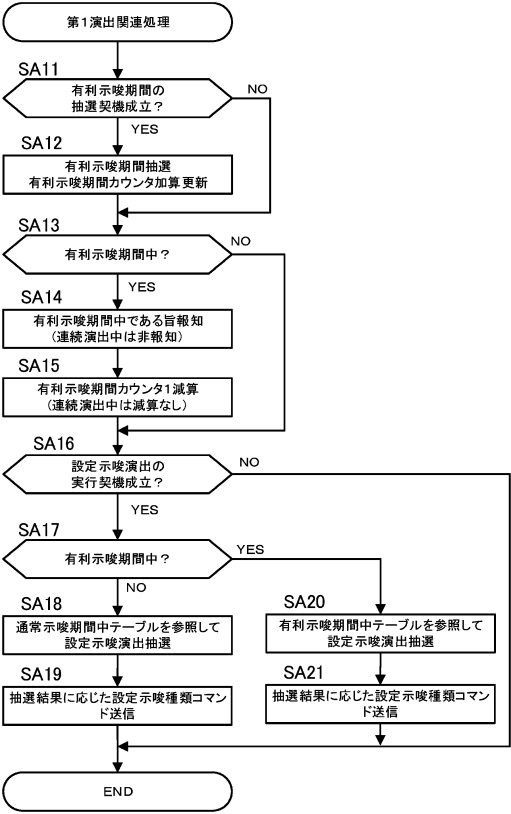 第1演出関連処理
SA11
有利示唆期間の
抽選契機成立?
NO
YES
SA12
有利示唆期間抽選
有利示唆期間カウンタ加算更新
SA13
有利示唆期間中?
NO
YES
SA14
有利示唆期間中である旨報知
(連続演出中は非報知)
SA15
有利示唆期間カウンタ1減算
(連続演出中は減算なし)
SA16
設定示唆演出の
実行契機成立?
NO
YES
SA17
有利示唆期間中?
YES
NO
SA18
通常示唆期間中テーブルを参照して
設定示唆演出抽選
SA19
抽選結果に応じた設定示唆種類コマン
ド送信
SA20
有利示唆期間中テーブルを参照して
設定示唆演出抽選
SA21
抽選結果に応じた設定示唆種類コマン
ド送信
END